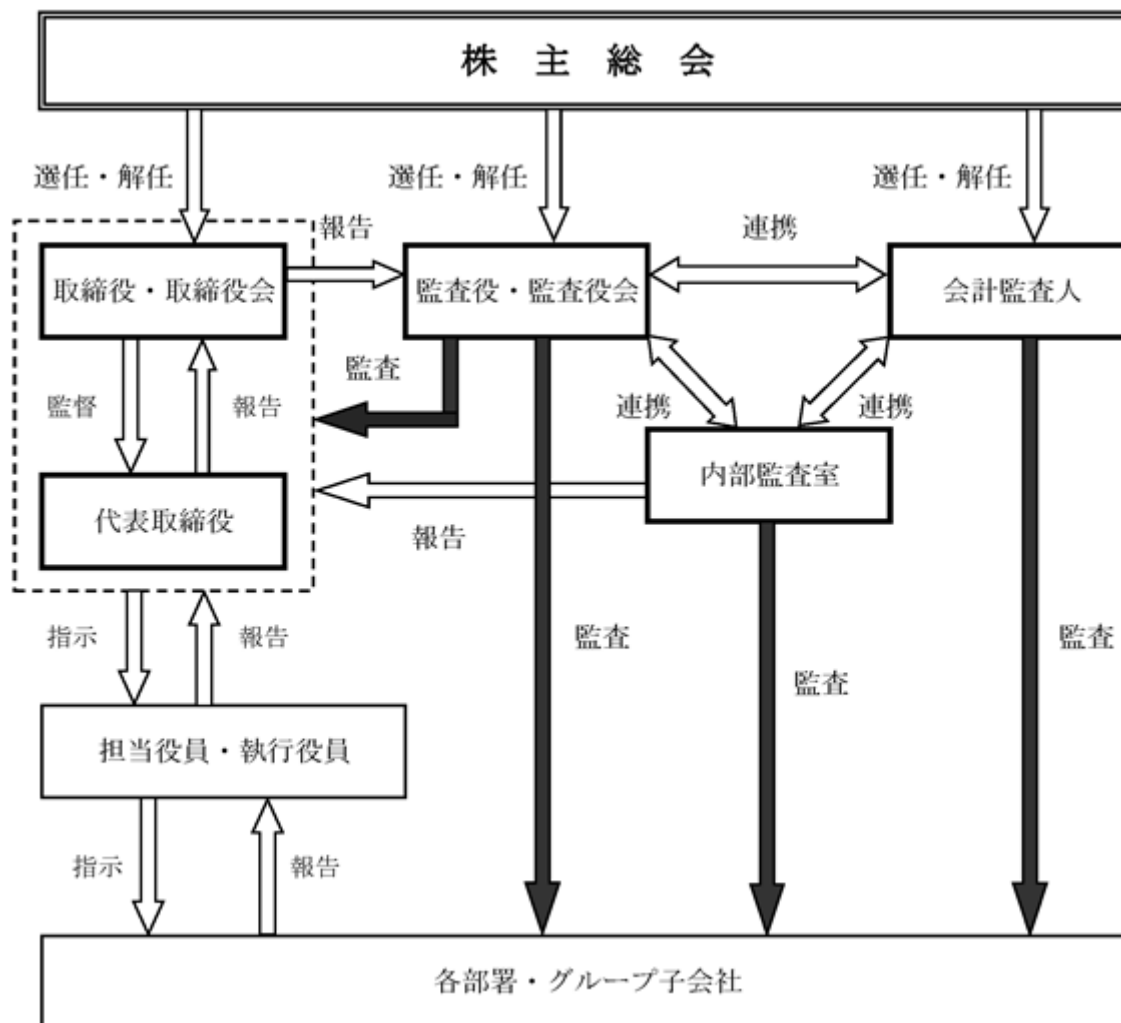 株主総会
選任・解任
選任・解任
選任・解任
報告
連携
取締役・取締役会
監査役・監査役会
会計監査人
監査
監督
報告
連携
連携
内部監査室
代表取締役
報告
指示
報告
監査
監査
監査
担当役員・執行役員
指示
報告
各部署・グループ子会社